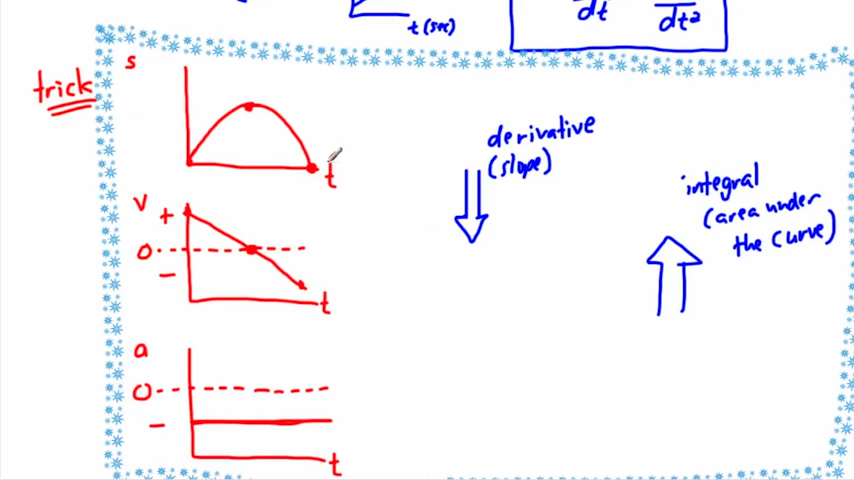 t (sec)
dt
dt²
trick
s
t
derivative
(slope)
integral
(area under
the curve)
v
+
0
−
t
a
0
−
t